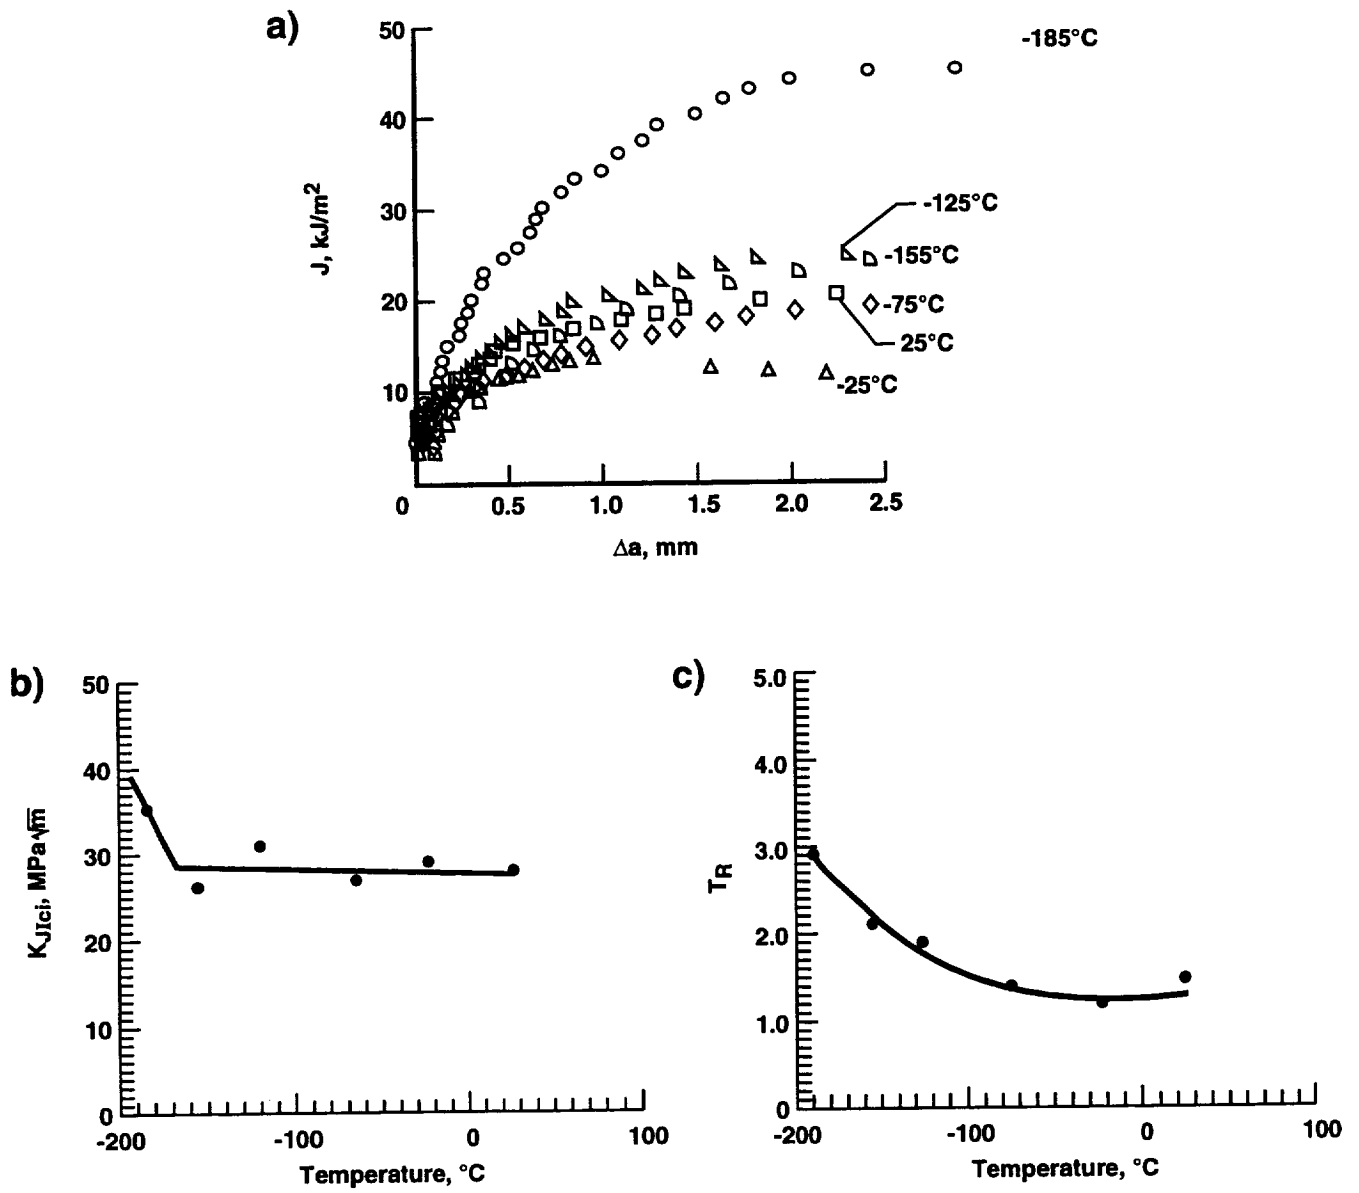 a)
50
40
30
20
10
J, kJ/m²
-185°C
-125°C
-155°C
-75°C
25°C
-25°C
0 0.5 1.0 1.5 2.0 2.5
Δa, mm
b)
50
40
30
20
10
0
K_JIci, MPa√m
-200 -100 0 100
Temperature, °C
c)
5.0
4.0
3.0
2.0
1.0
0
T_R
-200 -100 0 100
Temperature, °C